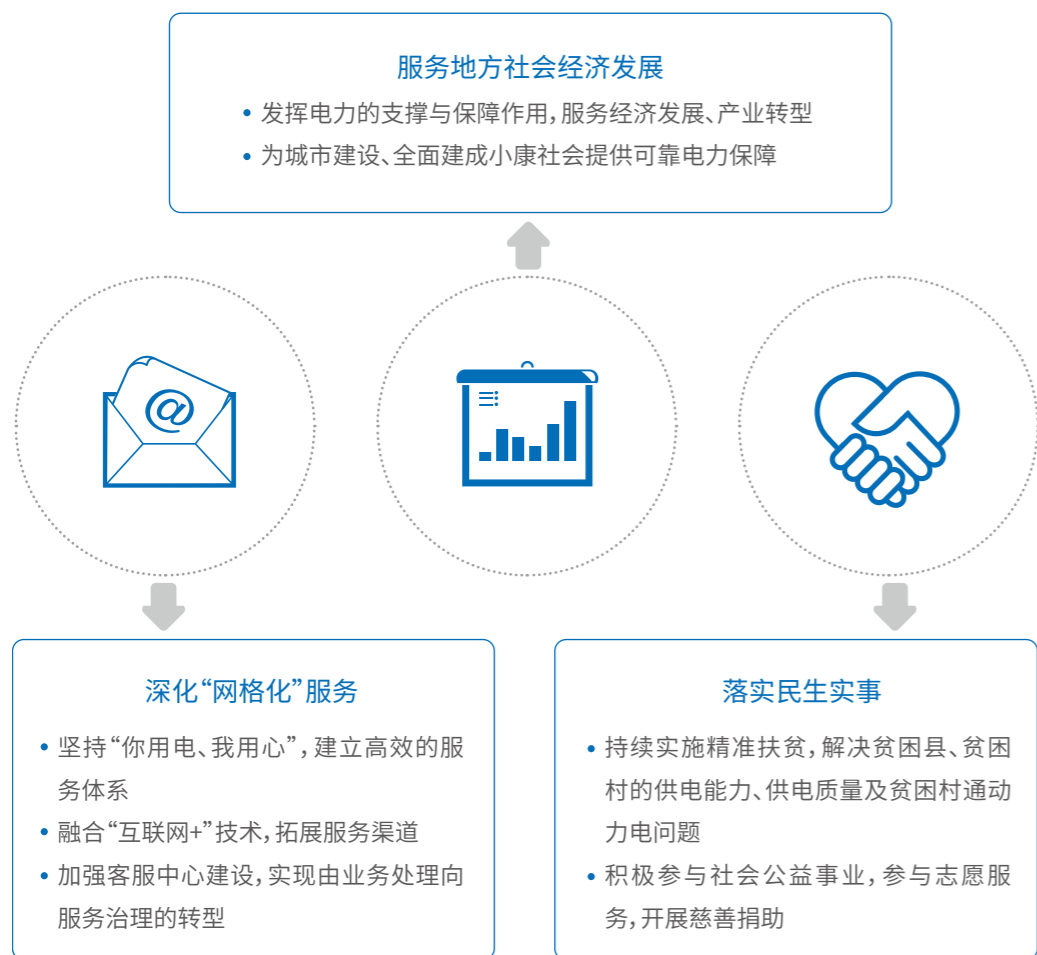 服务地方社会经济发展
• 发挥电力的支撑与保障作用，服务经济发展、产业转型
• 为城市建设、全面建成小康社会提供可靠电力保障
@
深化“网格化”服务
• 坚持“你用电、我用心”，建立高效的服
务体系
• 融合“互联网+”技术，拓展服务渠道
• 加强客服中心建设，实现由业务处理向
服务治理的转型
落实民生实事
• 持续实施精准扶贫，解决贫困县、贫困
村的供电能力、供电质量及贫困村通动
力电问题
• 积极参与社会公益事业，参与志愿服
务，开展慈善捐助